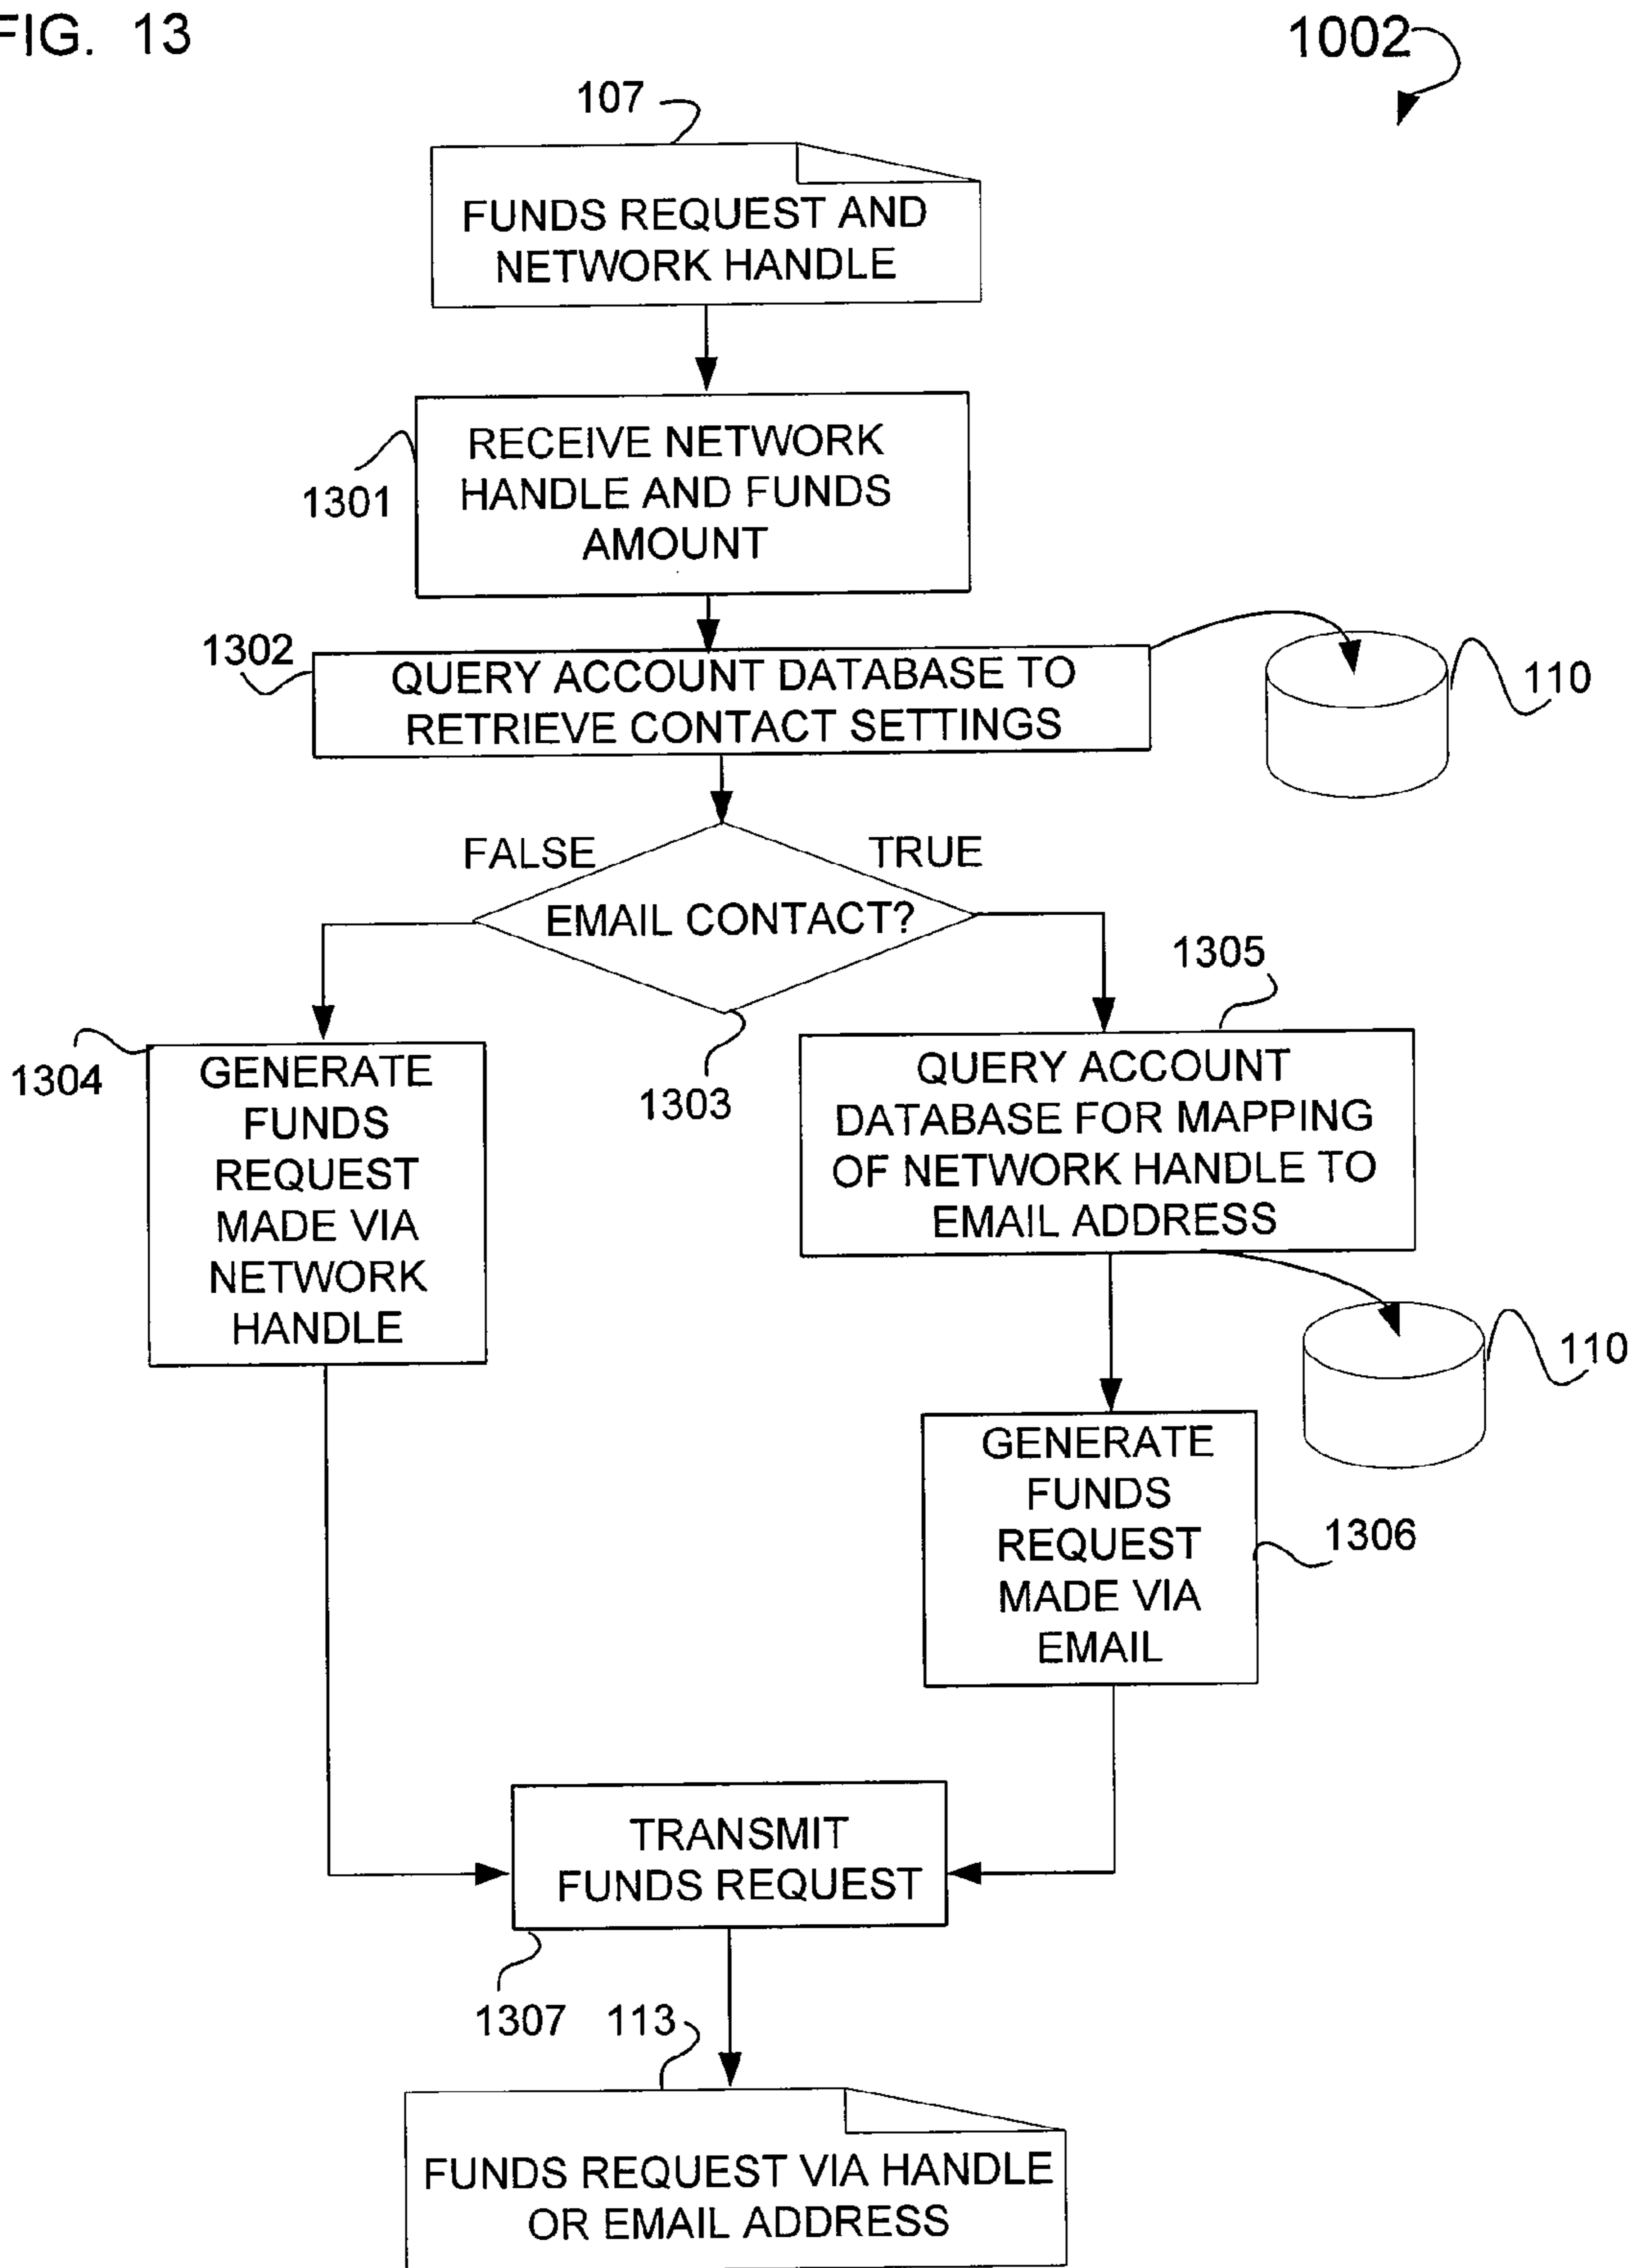 FIG. 13
1002
107
FUNDS REQUEST AND
NETWORK HANDLE
RECEIVE NETWORK
HANDLE AND FUNDS
AMOUNT
1301
1302
QUERY ACCOUNT DATABASE TO
RETRIEVE CONTACT SETTINGS
110
FALSE
TRUE
EMAIL CONTACT?
1303
1304
GENERATE
FUNDS
REQUEST
MADE VIA
NETWORK
HANDLE
1305
QUERY ACCOUNT
DATABASE FOR MAPPING
OF NETWORK HANDLE TO
EMAIL ADDRESS
110
GENERATE
FUNDS
REQUEST
MADE VIA
EMAIL
1306
TRANSMIT
FUNDS REQUEST
1307
113
FUNDS REQUEST VIA HANDLE
OR EMAIL ADDRESS